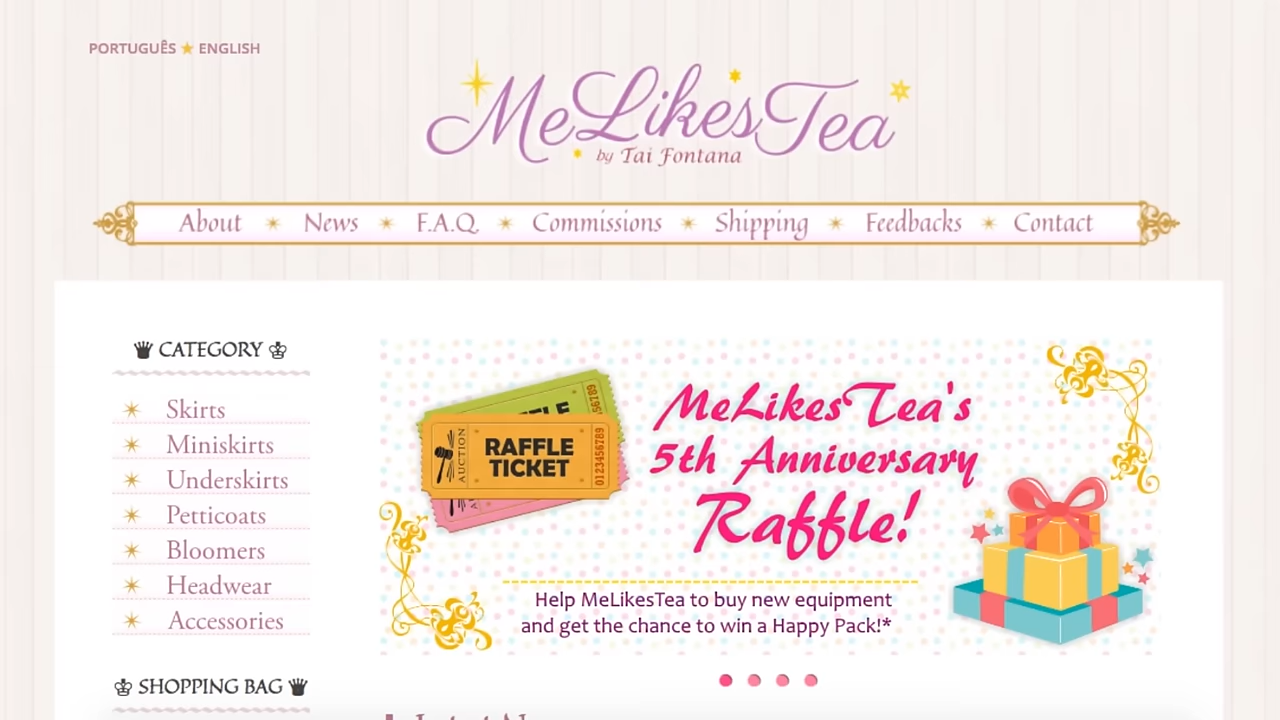 PORTUGUÊS ENGLISH
MeLikesTea
by Tai Fontana
About News F.A.Q. Commissions Shipping Feedbacks Contact
CATEGORY
Skirts
Miniskirts
Underskirts
Petticoats
Bloomers
Headwear
Accessories
SHOPPING BAG
AUCTION
RAFFLE
TICKET
0123456789
MeLikesTea's
5th Anniversary
Raffle!
Help MeLikesTea to buy new equipment
and get the chance to win a Happy Pack!*